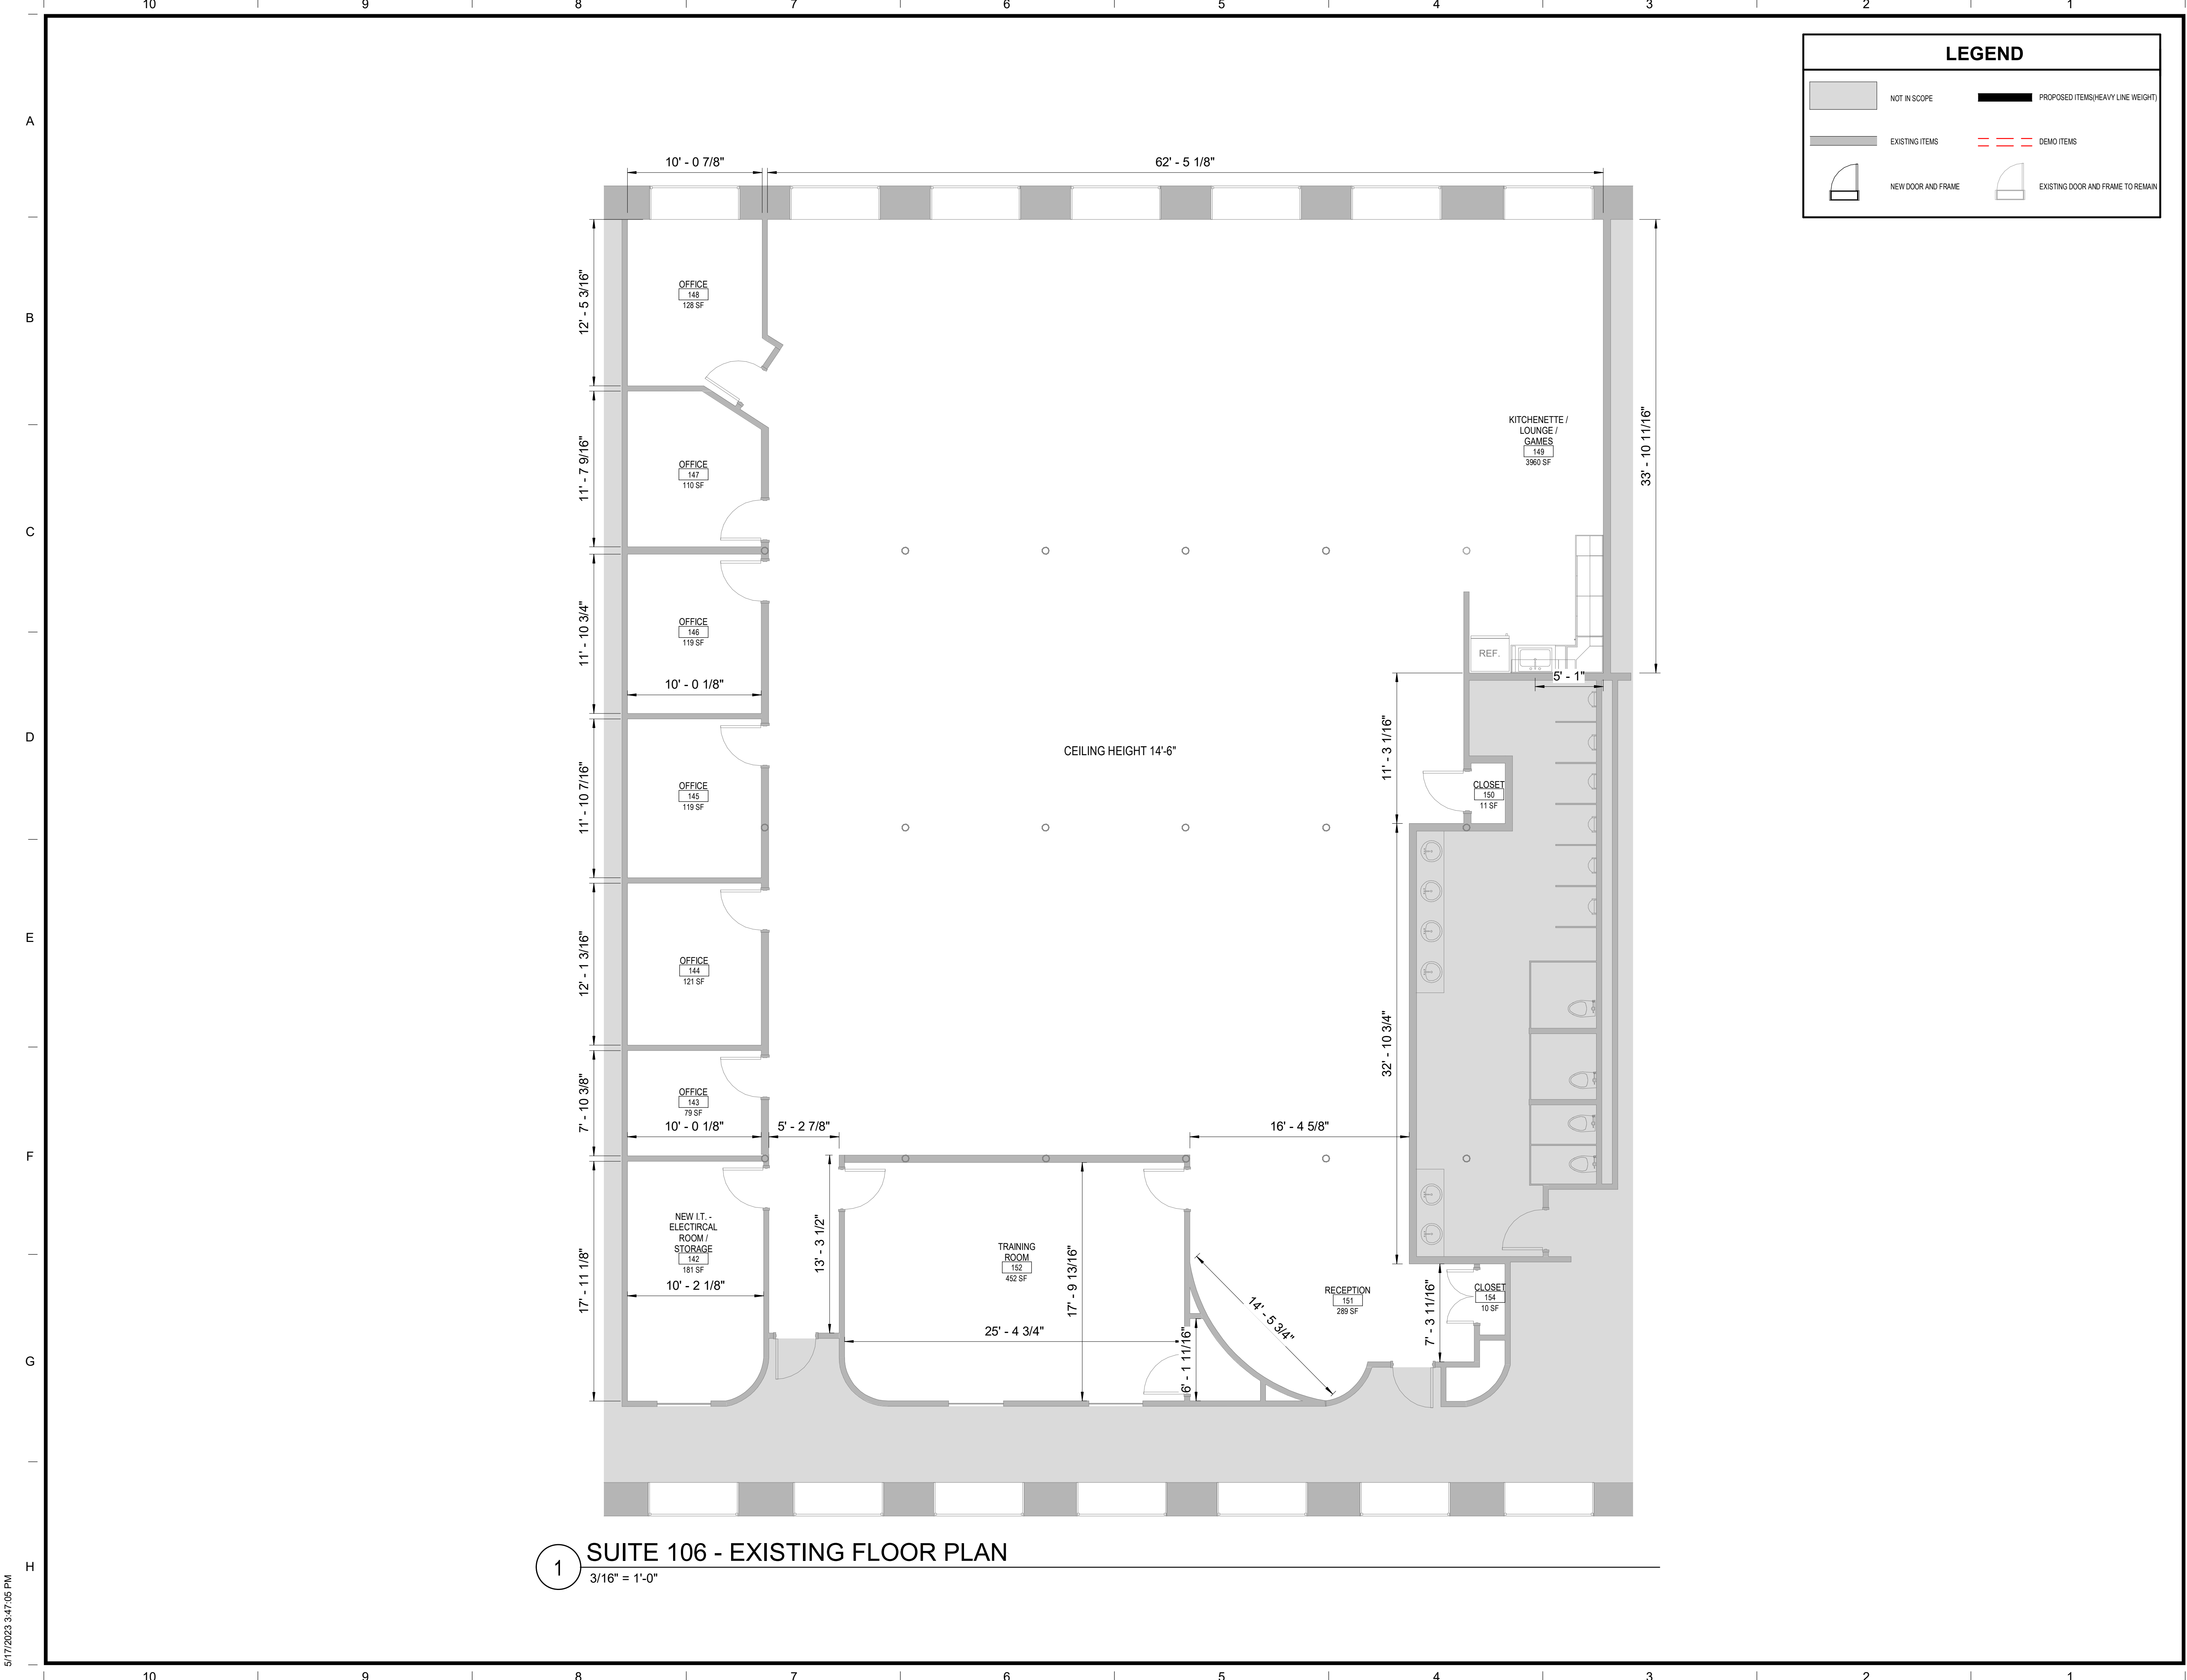 10 9 8 7 6 5 4 3 2 1
LEGEND
NOT IN SCOPE
PROPOSED ITEMS(HEAVY LINE WEIGHT)
EXISTING ITEMS
DEMO ITEMS
NEW DOOR AND FRAME
EXISTING DOOR AND FRAME TO REMAIN
A
B
C
D
E
F
G
H
10' - 0 7/8"
62' - 5 1/8"
12' - 5 3/16"
OFFICE
148
128 SF
33' - 10 11/16"
KITCHENETTE /
LOUNGE /
GAMES
149
3960 SF
11' - 7 9/16"
OFFICE
147
110 SF
11' - 10 3/4"
OFFICE
146
119 SF
10' - 0 1/8"
REF.
5' - 1"
11' - 3 1/16"
CEILING HEIGHT 14'-6"
11' - 10 7/16"
OFFICE
145
119 SF
CLOSET
150
11 SF
12' - 1 3/16"
OFFICE
144
121 SF
32' - 10 3/4"
7' - 10 3/8"
OFFICE
143
79 SF
10' - 0 1/8"
5' - 2 7/8"
16' - 4 5/8"
17' - 11 1/8"
NEW I.T. -
ELECTIRCAL
ROOM /
STORAGE
142
181 SF
10' - 2 1/8"
13' - 3 1/2"
TRAINING
ROOM
152
452 SF
17' - 9 13/16"
25' - 4 3/4"
6' - 1 11/16"
14' - 5 3/4"
RECEPTION
151
289 SF
7' - 3 11/16"
CLOSET
154
10 SF
1
SUITE 106 - EXISTING FLOOR PLAN
3/16" = 1'-0"
5/17/2023 3:47:05 PM
10 9 8 7 6 5 4 3 2 1